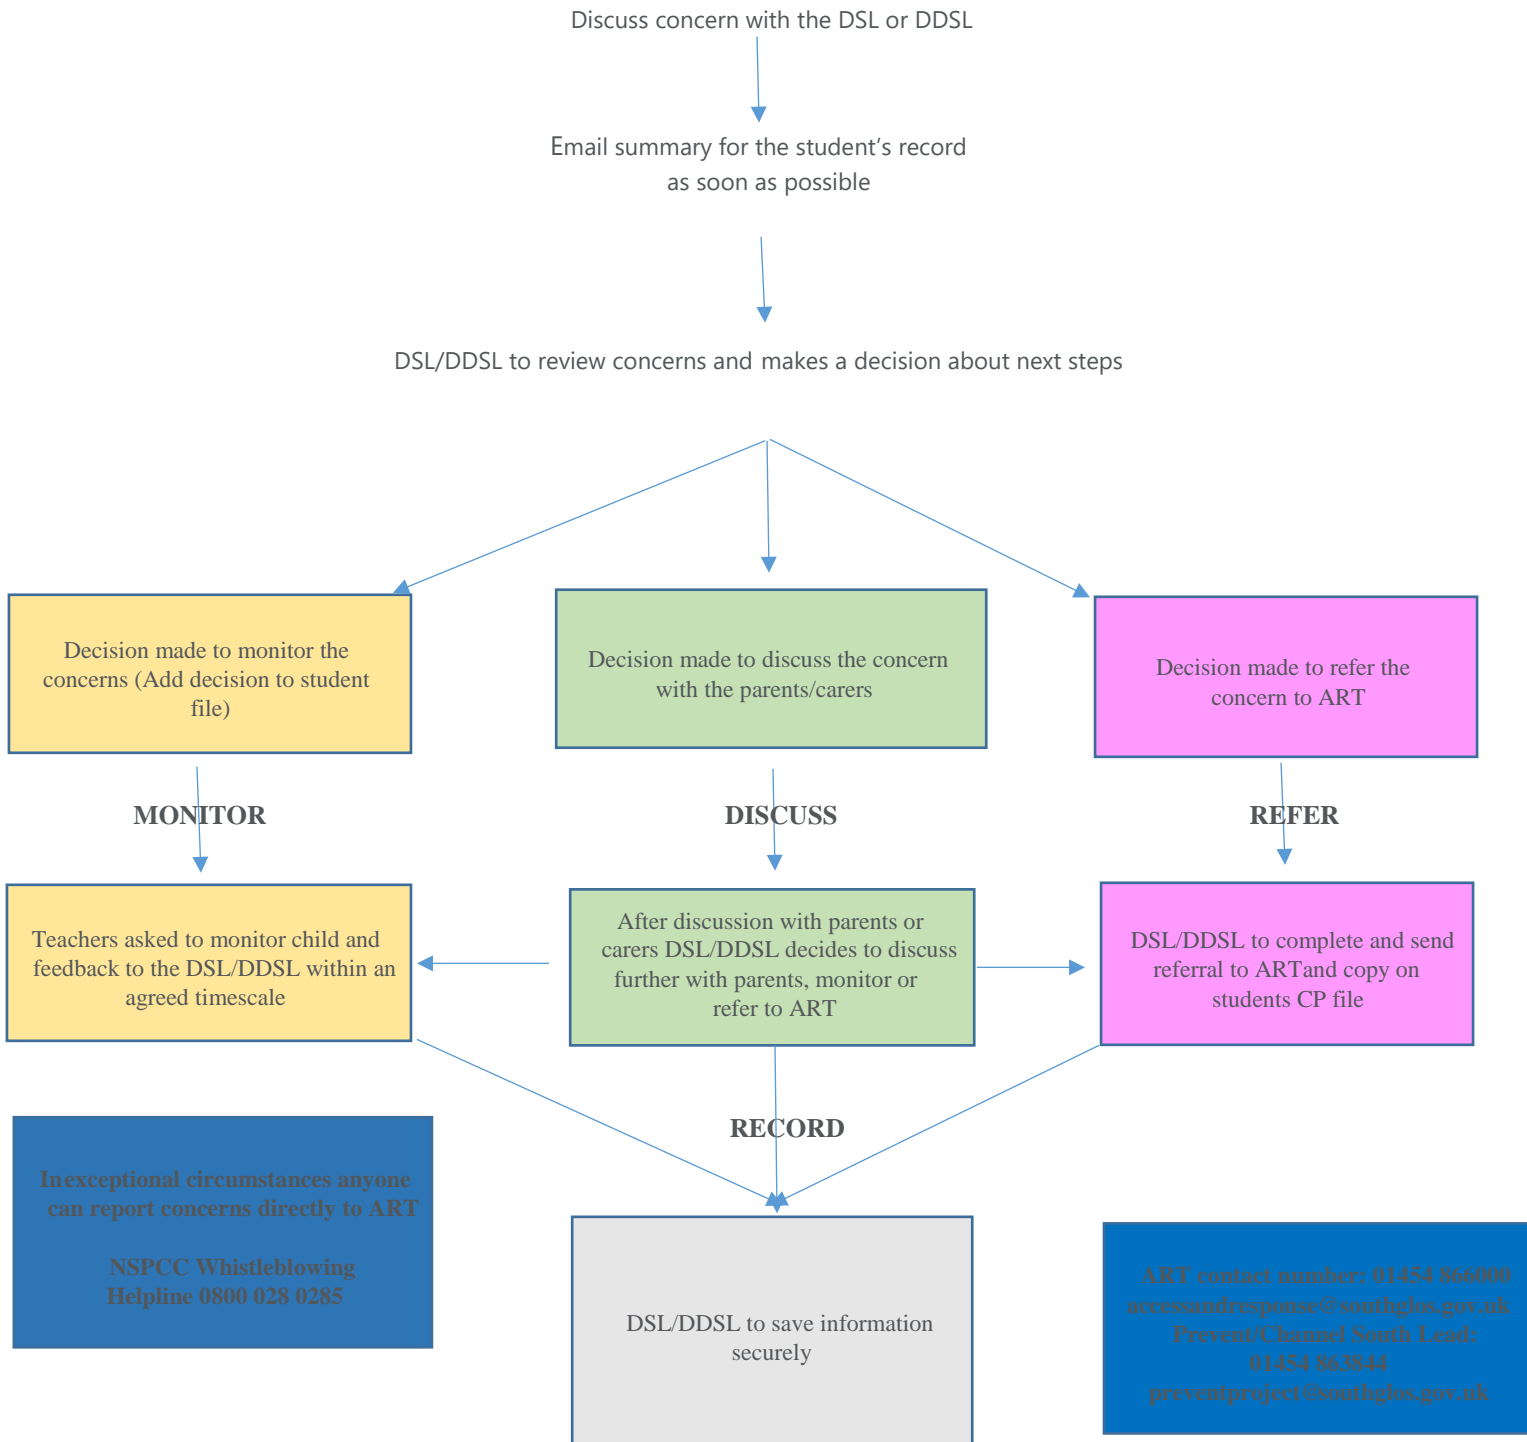 Discuss concern with the DSL or DDSL
Email summary for the student’s record
as soon as possible
DSL/DDSL to review concerns and makes a decision about next steps
Decision made to monitor the
concerns (Add decision to student
file)
Decision made to discuss the concern
with the parents/carers
Decision made to refer the
concern to ART
MONITOR
DISCUSS
REFER
Teachers asked to monitor child and
feedback to the DSL/DDSL within an
agreed timescale
After discussion with parents or
carers DSL/DDSL decides to discuss
further with parents, monitor or
refer to ART
DSL/DDSL to complete and send
referral to ARTand copy on
students CP file
RECORD
In exceptional circumstances anyone
can report concerns directly to ART
NSPCC Whistleblowing
Helpline 0800 028 0285
DSL/DDSL to save information
securely
ART contact number: 01454 866000
accessandresponse@southglos.gov.uk
Prevent/Channel South Lead:
01454 863844
preventproject@southglos.gov.uk